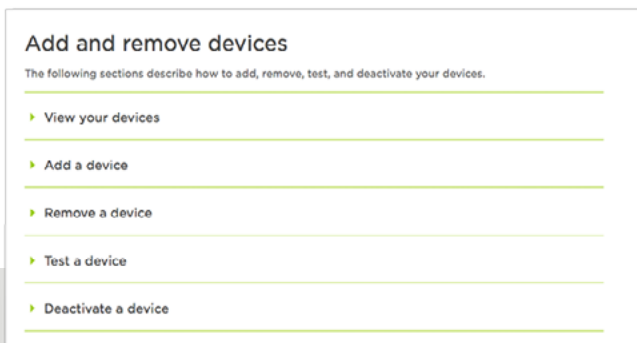 Add and remove devices
The following sections describe how to add, remove, test, and deactivate your devices.
View your devices
Add a device
Remove a device
Test a device
Deactivate a device